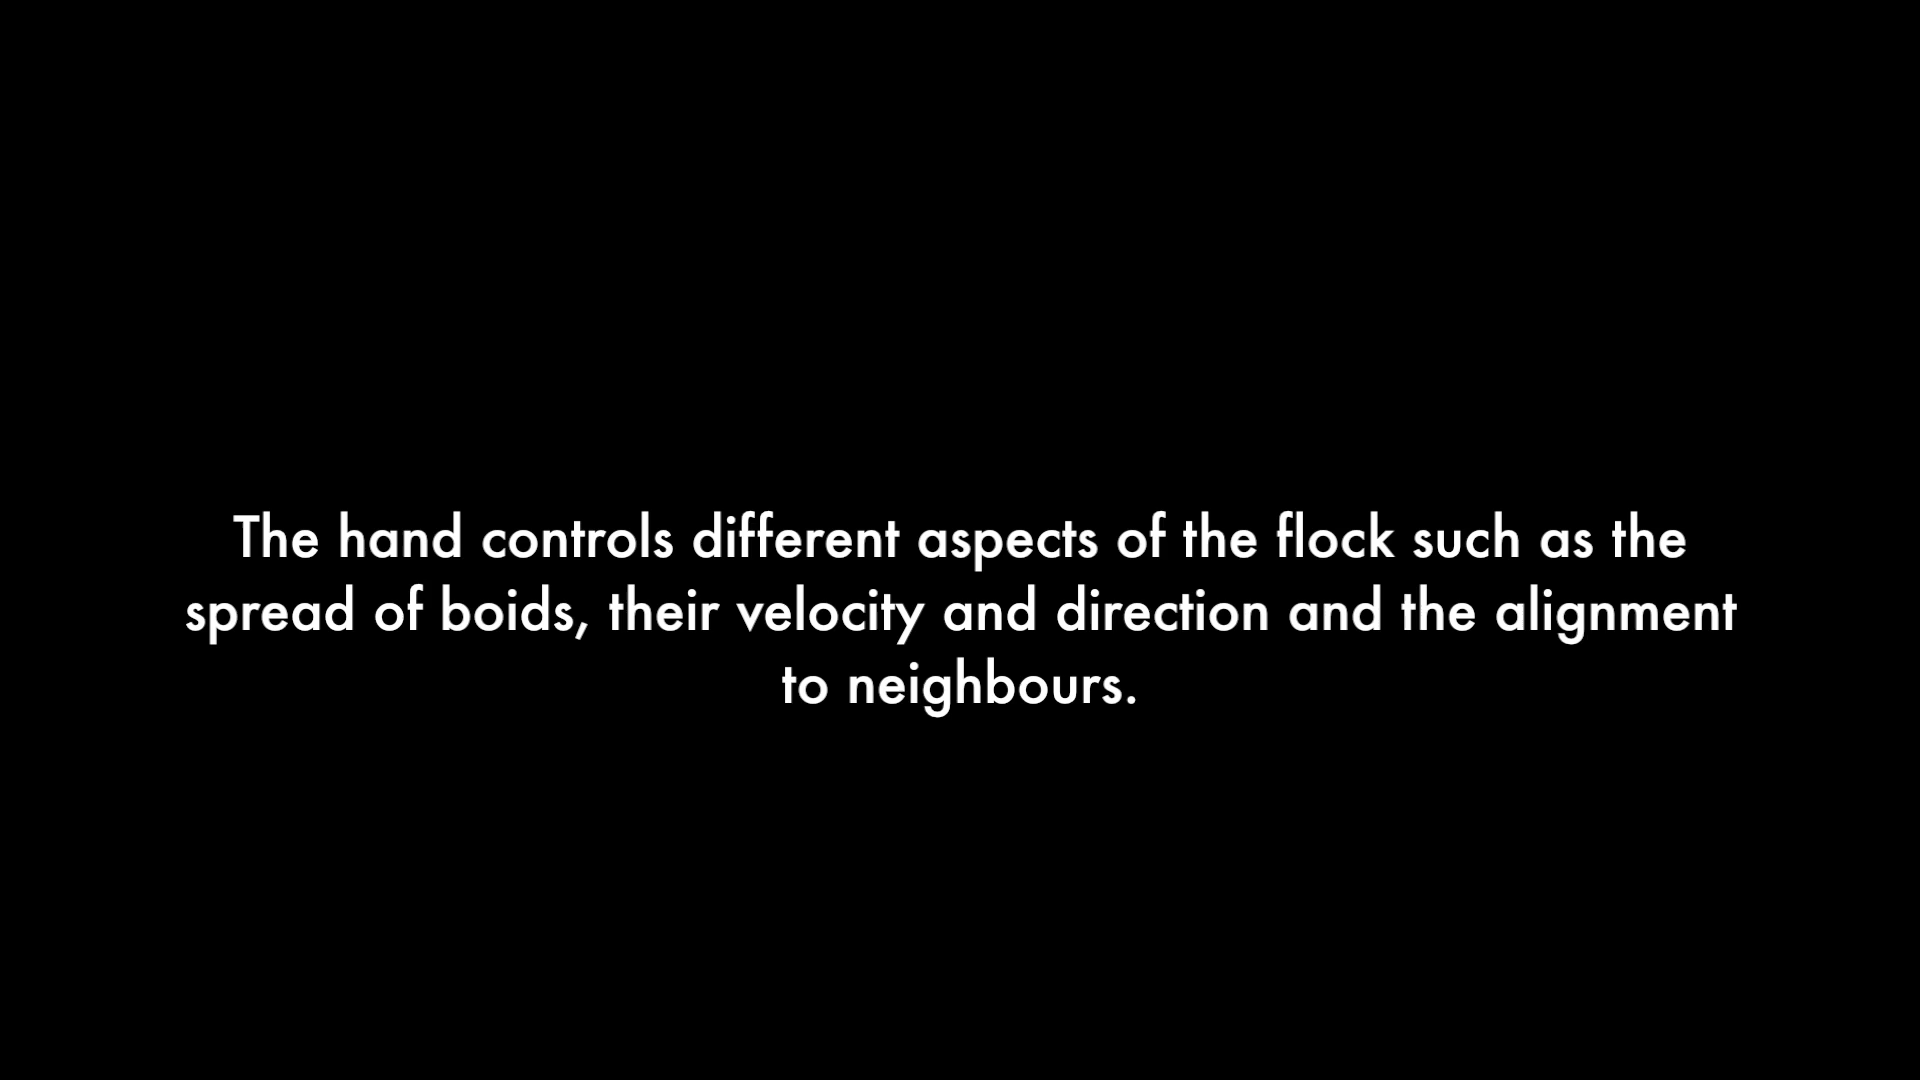 The hand controls different aspects of the flock such as the
spread of boids, their velocity and direction and the alignment
to neighbours.